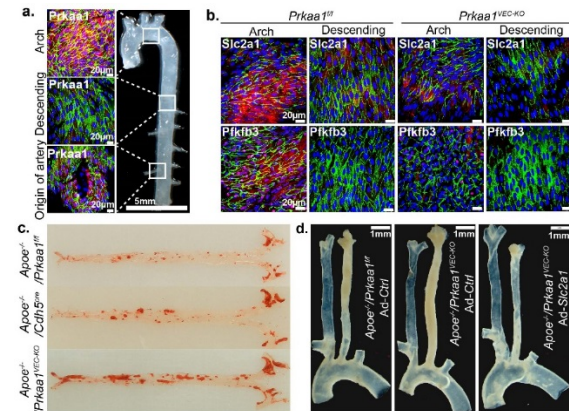 a.
Arch
Prkaa1
20μm
Descending
Prkaa1
20μm
Origin of artery
Prkaa1
20μm
5mm
b.
Prkaa1f/f
Prkaa1VEC-KO
Arch
Descending
Arch
Descending
Slc2a1
Slc2a1
Slc2a1
Slc2a1
20μm
Pfkfb3
Pfkfb3
Pfkfb3
Pfkfb3
20μm
c.
Apoe-/-
/Prkaa1f/f
Apoe-/-
/Cdh5cre
Apoe-/-
Prkaa1VEC-KO
d.
1mm
Apoe-/-/Prkaa1f/f
Ad-Ctrl
1mm
Apoe-/-/Prkaa1VEC-KO
Ad-Ctrl
1mm
Apoe-/-/Prkaa1VEC-KO
Ad-Slc2a1